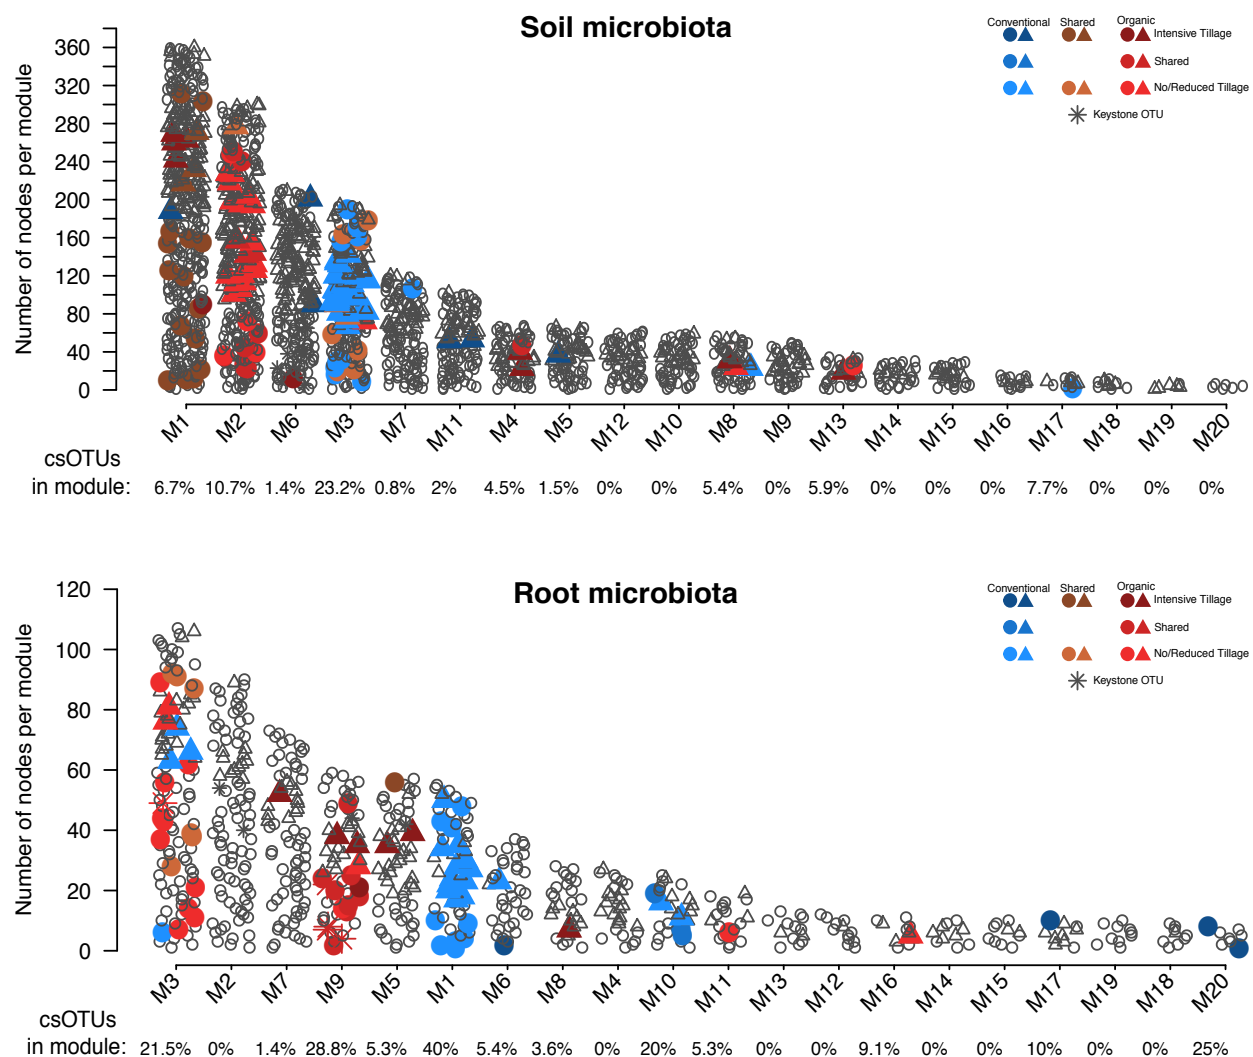 Soil microbiota
Conventional Shared Organic
Intensive Tillage
Shared
No/Reduced Tillage
Keystone OTU
Number of nodes per module
360
320
280
240
200
160
120
80
40
0
M1 M2 M6 M3 M7 M11 M4 M5 M12 M10 M8 M9 M13 M14 M15 M16 M17 M18 M19 M20
csOTUs
in module: 6.7% 10.7% 1.4% 23.2% 0.8% 2% 4.5% 1.5% 0% 0% 5.4% 0% 5.9% 0% 0% 0% 7.7% 0% 0% 0%
Root microbiota
Conventional Shared Organic
Intensive Tillage
Shared
No/Reduced Tillage
Keystone OTU
Number of nodes per module
120
100
80
60
40
20
0
M3 M2 M7 M9 M5 M1 M6 M8 M4 M10 M11 M13 M12 M16 M14 M15 M17 M19 M18 M20
csOTUs
in module: 21.5% 0% 1.4% 28.8% 5.3% 40% 5.4% 3.6% 0% 20% 5.3% 0% 0% 9.1% 0% 0% 10% 0% 0% 25%